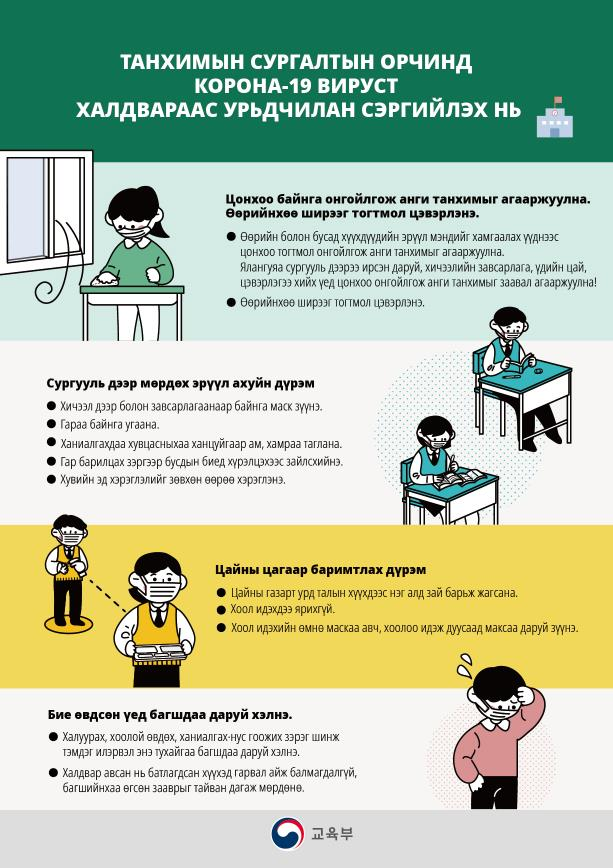 ТАНХИМЫН СУРГАЛТЫН ОРЧИНД
КОРОНА-19 ВИРУСТ
ХАЛДВАРААС УРЬДЧИЛАН СЭРГИЙЛЭХ НЬ
Цонхоо байнга онгойлгож анги танхимыг агааржуулна.
Өөрийнхөө ширээг тогтмол цэвэрлэнэ.
● Өөрийн болон бусад хүүхдүүдийн эрүүл мэндийг хамгаалах үүднээс
цонхоо тогтмол онгойлгож анги танхимыг агааржуулна.
Ялангуяа сургууль дээрээ ирсэн даруй, хичээлийн завсарлага, үдийн цай,
цэвэрлэгээ хийх үед цонхоо онгойлгож анги танхимыг заавал агааржуулна!
● Өөрийнхөө ширээг тогтмол цэвэрлэнэ.
Сургууль дээр мөрдөх эрүүл ахуйн дүрэм
● Хичээл дээр болон завсарлагаанаар байнга маск зүүнэ.
● Гараа байнга угаана.
● Ханиалгахдаа хувцасныхаа ханцуйгаар ам, хамраа таглана.
● Гар барилцах зэргээр бусдын биед хүрэлцэхээс зайлсхийнэ.
● Хувийн эд хэрэглэлийг зөвхөн өөрөө хэрэглэнэ.
Цайны цагаар баримтлах дүрэм
● Цайны газарт урд талын хүүхдээс нэг алд зай барьж жагсана.
● Хоол идэхдээ ярихгүй.
● Хоол идэхийн өмнө маскаа авч, хоолоо идэж дуусаад максаа даруй зүүнэ.
Бие өвдсөн үед багшдаа даруй хэлнэ.
● Халуурах, хоолой өвдөх, ханиалгах·нус гоожих зэрэг шинж
тэмдэг илэрвэл энэ тухайгаа багшдаа даруй хэлнэ.
● Халдвар авсан нь батлагдсан хүүхэд гарвал айж балмагдалгүй,
багшийнхаа өгсөн зааврыг тайван дагаж мөрдөнө.
교육부